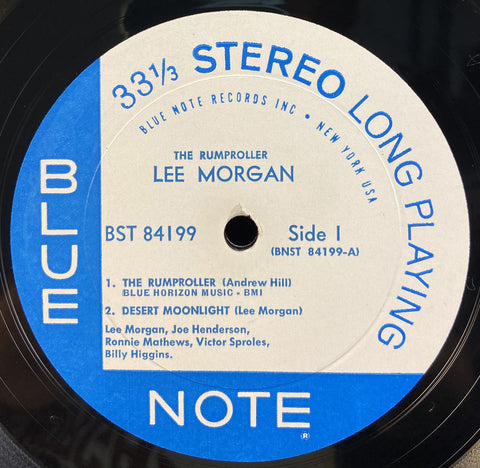 33⅓ STEREO LONG PLAYING
BLUE NOTE RECORDS INC • NEW YORK USA
THE RUMPROLLER
LEE MORGAN
BST 84199
Side 1
(BNST 84199-A)
1. THE RUMPROLLER (Andrew Hill)
BLUE HORIZON MUSIC - BMI
2. DESERT MOONLIGHT (Lee Morgan)
Lee Morgan, Joe Henderson,
Ronnie Mathews, Victor Sproles,
Billy Higgins.
BLUE
NOTE ®